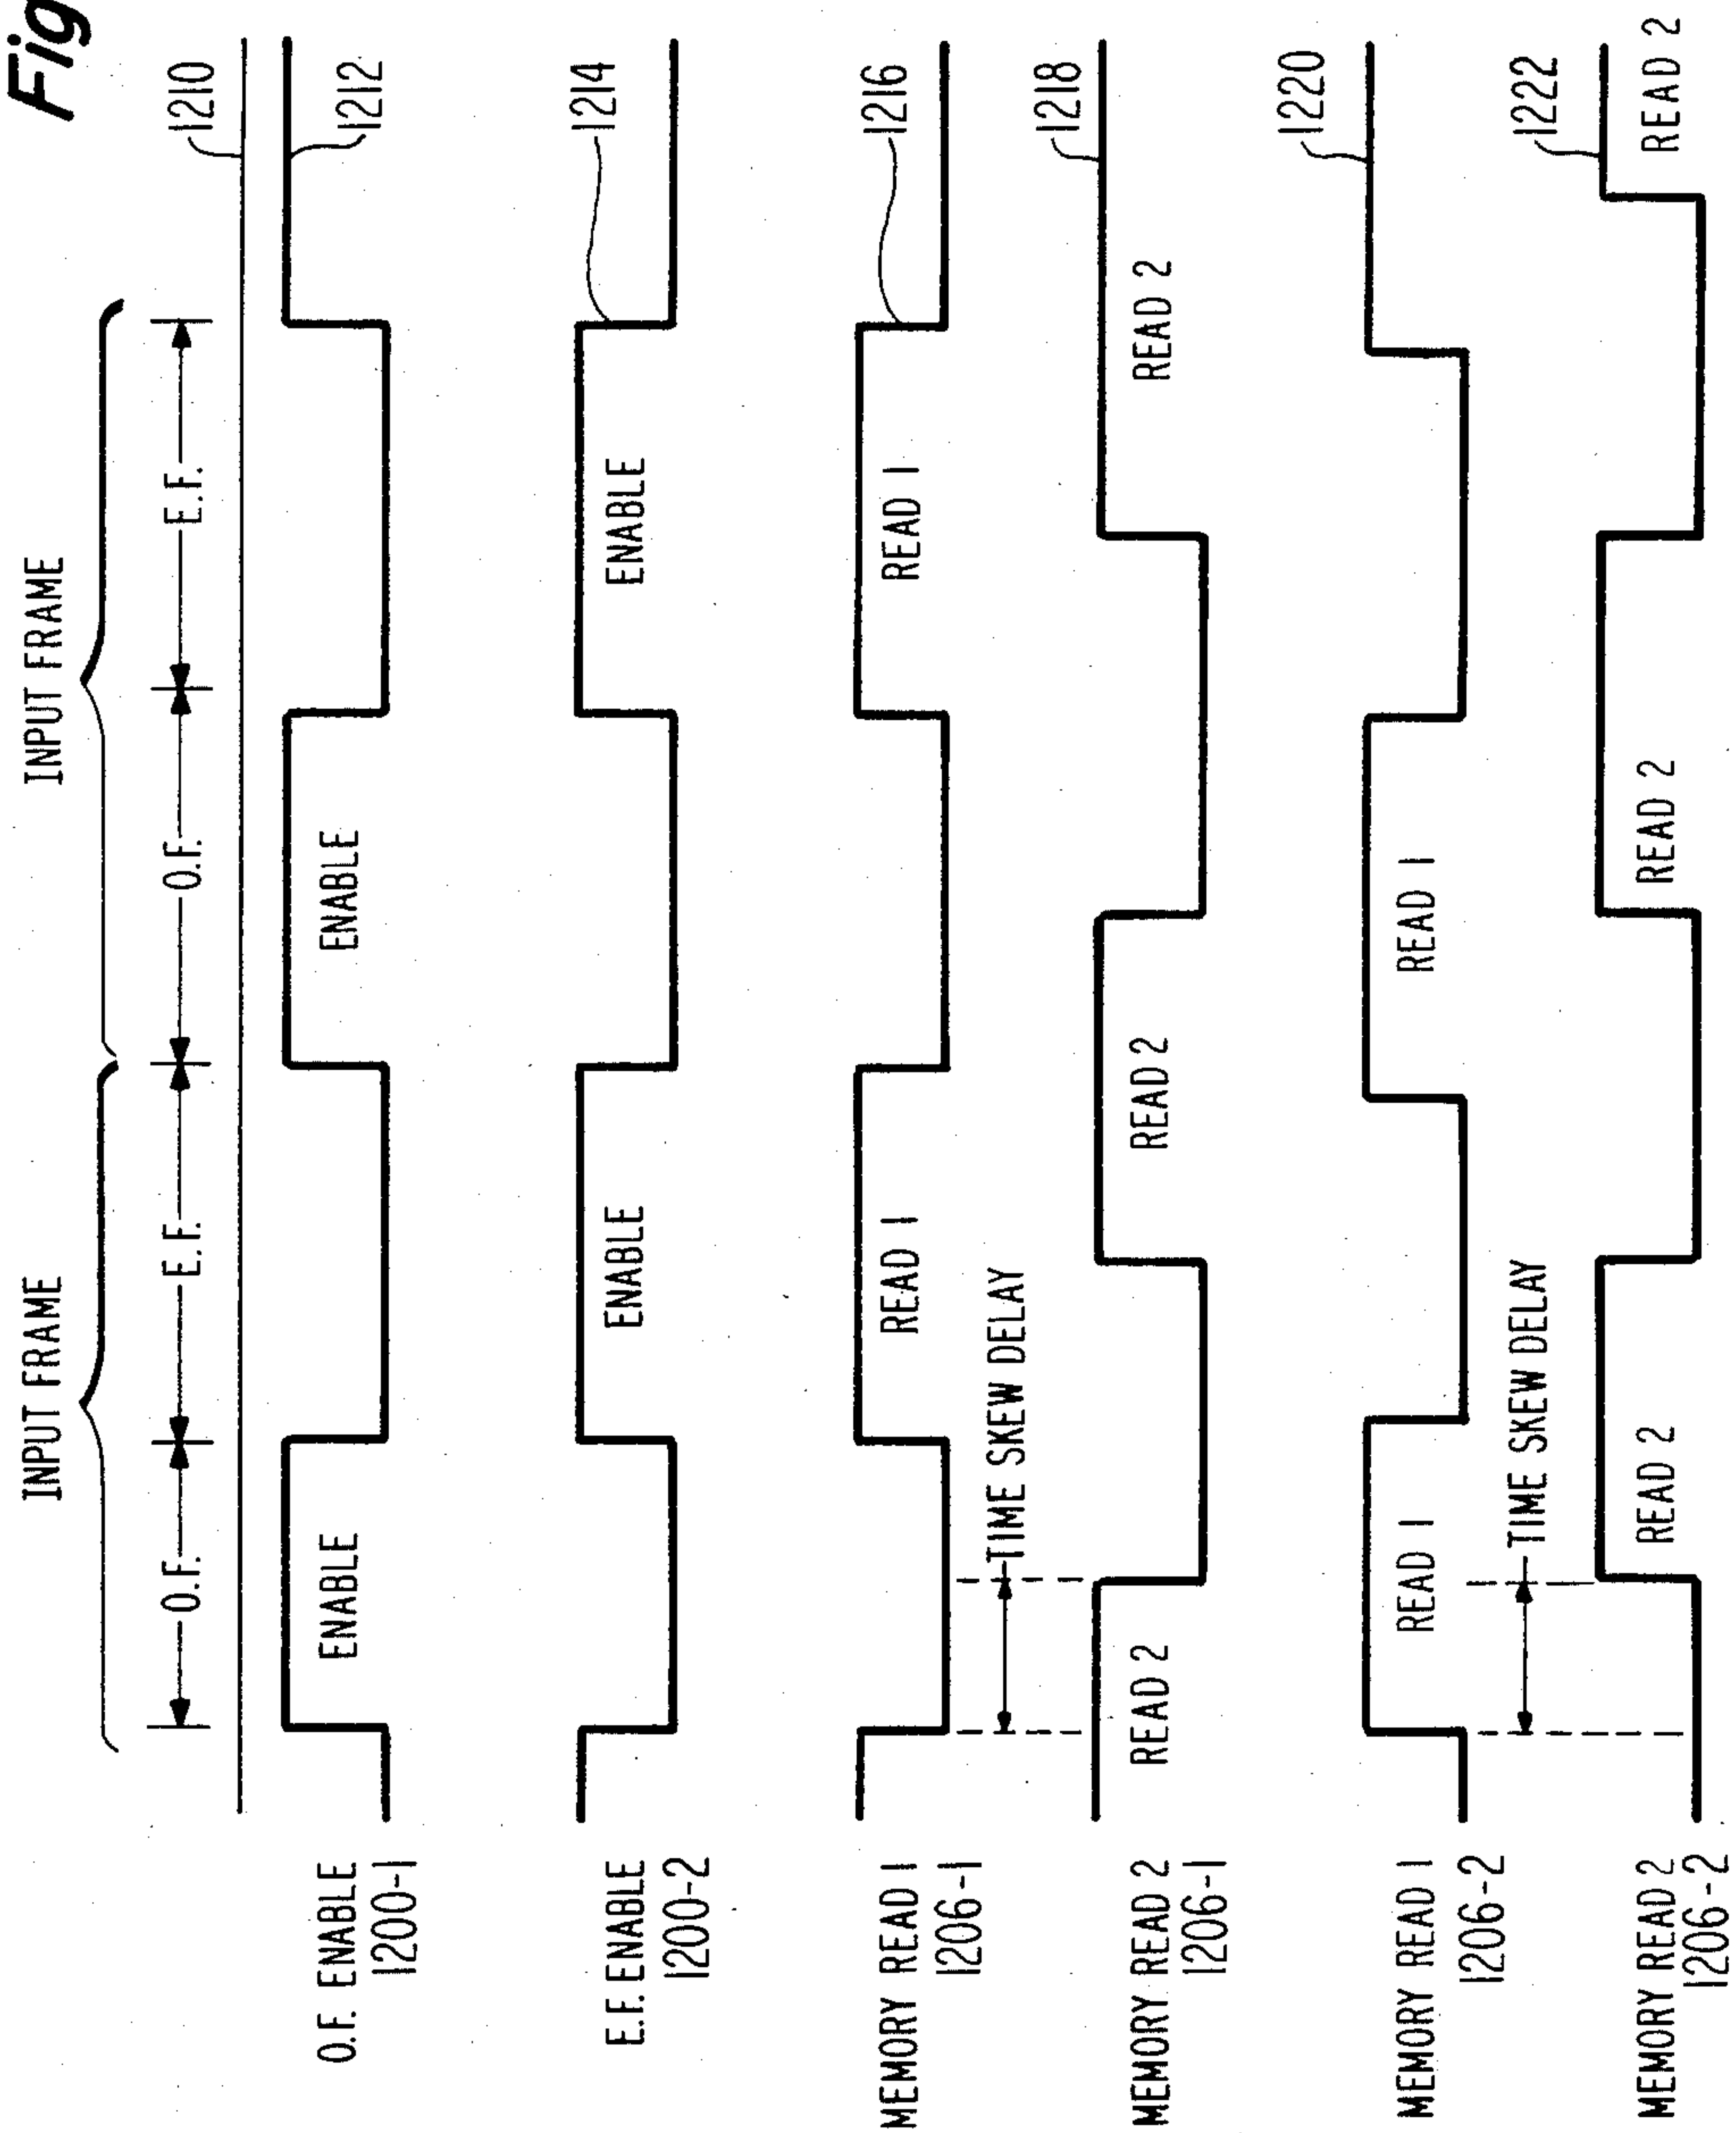 Fig
INPUT FRAME
INPUT FRAME
O.F.
E.F.
O.F.
E.F.
1210
O.F. ENABLE
1200-1
ENABLE
ENABLE
1212
E.F. ENABLE
1200-2
ENABLE
ENABLE
1214
MEMORY READ 1
1206-1
READ 1
READ 1
1216
TIME SKEW DELAY
MEMORY READ 2
1206-1
READ 2
READ 2
READ 2
1218
MEMORY READ 1
1206-2
READ 1
READ 1
1220
TIME SKEW DELAY
MEMORY READ 2
1206-2
READ 2
READ 2
READ 2
1222